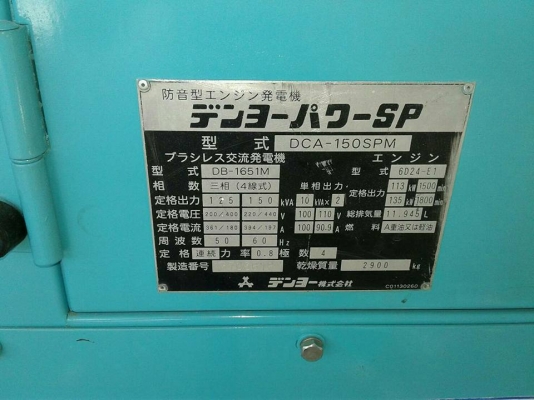 防音型エンジン発電機
デンヨーパワーSP
型式 DCA-150SPM
ブラシレス交流発電機 エンジン
型式 DB-1651M 型式 6D24-E1
相数 三相(4線式) 単相出力 定格出力 113 kW 1500 min
定格出力 125 150 kVA 10 kVA×2 135 kW 1800 min
定格電圧 200/400 220/440 V 100 110 V 総排気量 11.945 L
定格電流 361/180 394/197 A 100 90.9 A 燃料 A重油又は軽油
周波数 50 60 Hz
定格 連続 力率 0.8 極数 4
製造番号 乾燥質量 2900 kg
デンヨー株式会社
C01130260